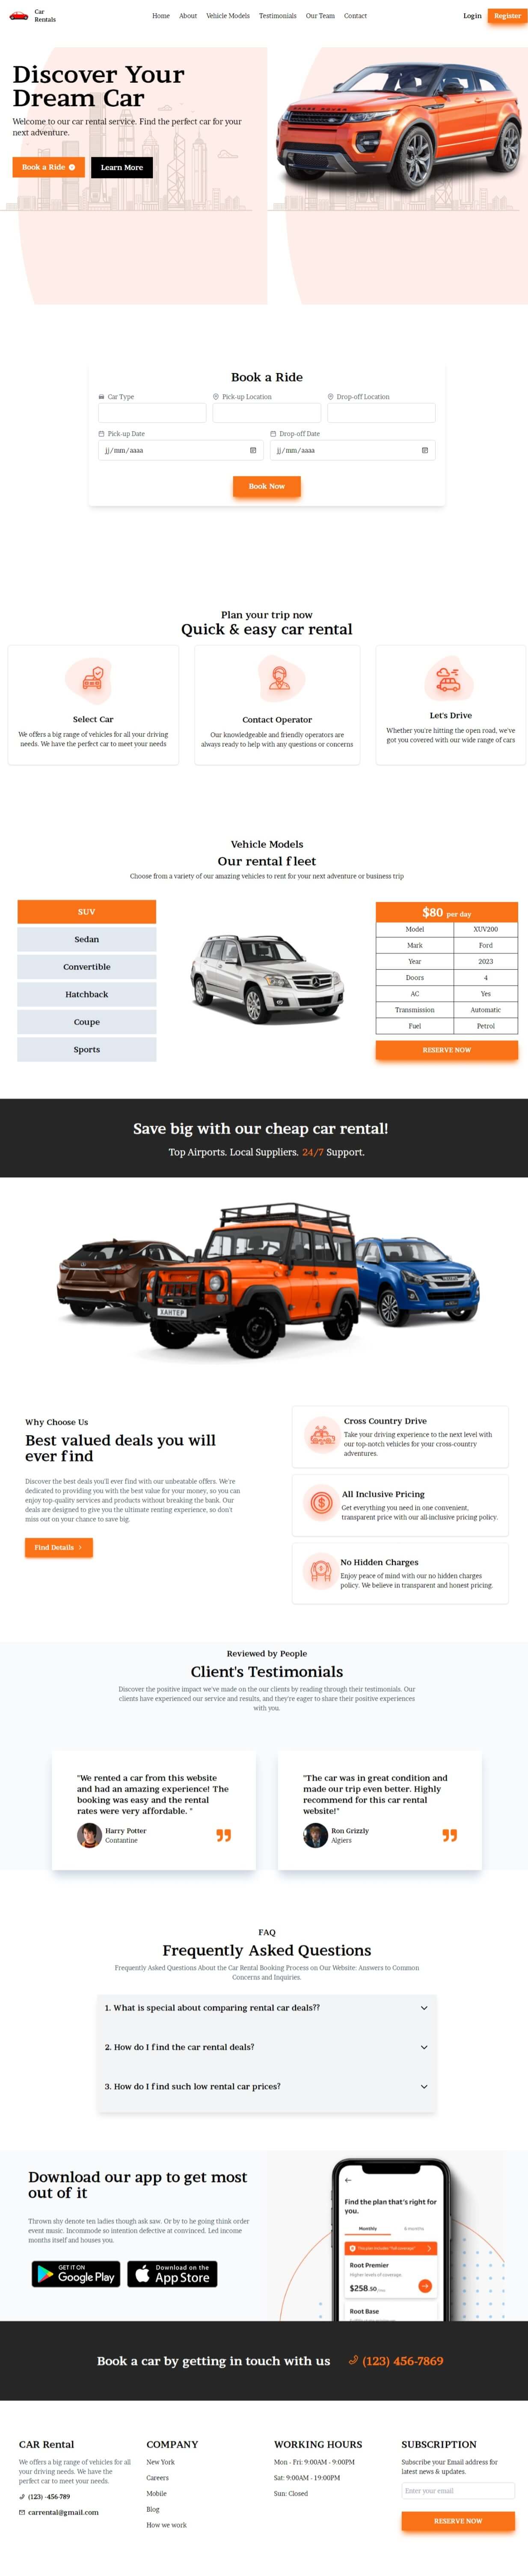 Car
Rentals
Home About Vehicle Models Testimonials Our Team Contact
Login Register
Discover Your
Dream Car
Welcome to our car rental service. Find the perfect car for your
next adventure.
Book a Ride
Learn More
Book a Ride
Car Type
Pick-up Location
Drop-off Location
Pick-up Date
Drop-off Date
jj/mm/aaaa
jj/mm/aaaa
Book Now
Plan your trip now
Quick & easy car rental
Select Car
We offers a big range of vehicles for all your driving
needs. We have the perfect car to meet your needs
Contact Operator
Our knowledgeable and friendly operators are
always ready to help with any questions or concerns
Let's Drive
Whether you're hitting the open road, we've
got you covered with our wide range of cars
Vehicle Models
Our rental fleet
Choose from a variety of our amazing vehicles to rent for your next adventure or business trip
SUV
Sedan
Convertible
Hatchback
Coupe
Sports
$80 per day
Model XUV200
Mark Ford
Year 2023
Doors 4
AC Yes
Transmission Automatic
Fuel Petrol
RESERVE NOW
Save big with our cheap car rental!
Top Airports. Local Suppliers. 24/7 Support.
ХАНТЕР
Why Choose Us
Best valued deals you will
ever find
Discover the best deals you'll ever find with our unbeatable offers. We're
dedicated to providing you with the best value for your money, so you can
enjoy top-quality services and products without breaking the bank. Our
deals are designed to give you the ultimate renting experience, so don't
miss out on your chance to save big.
Find Details
Cross Country Drive
Take your driving experience to the next level with
our top-notch vehicles for your cross-country
adventures.
All Inclusive Pricing
Get everything you need in one convenient,
transparent price with our all-inclusive pricing policy.
No Hidden Charges
Enjoy peace of mind with our no hidden charges
policy. We believe in transparent and honest pricing.
Reviewed by People
Client's Testimonials
Discover the positive impact we've made on the our clients by reading through their testimonials. Our
clients have experienced our service and results, and they're eager to share their positive experiences
with you.
"We rented a car from this website
and had an amazing experience! The
booking was easy and the rental
rates were very affordable. "
Harry Potter
Contantine
"The car was in great condition and
made our trip even better. Highly
recommend for this car rental
website!"
Ron Grizzly
Algiers
FAQ
Frequently Asked Questions
Frequently Asked Questions About the Car Rental Booking Process on Our Website: Answers to Common
Concerns and Inquiries.
1. What is special about comparing rental car deals??
2. How do I find the car rental deals?
3. How do I find such low rental car prices?
Download our app to get most
out of it
Thrown shy denote ten ladies though ask saw. Or by to he going think order
event music. Incommode so intention defective at convinced. Led income
months itself and houses you.
GET IT ON
Google Play
Download on the
App Store
Find the plan that's right for
you.
Monthly 6 monthly
Root Premier
Higher levels of coverage.
$258.50
Root Base
Book a car by getting in touch with us (123) 456-7869
CAR Rental
We offers a big range of vehicles for all
your driving needs. We have the
perfect car to meet your needs.
(123) -456-789
carrental@gmail.com
COMPANY
New York
Careers
Mobile
Blog
How we work
WORKING HOURS
Mon - Fri: 9:00AM - 9:00PM
Sat: 9:00AM - 19:00PM
Sun: Closed
SUBSCRIPTION
Subscribe your Email address for
latest news & updates.
Enter your email
RESERVE NOW